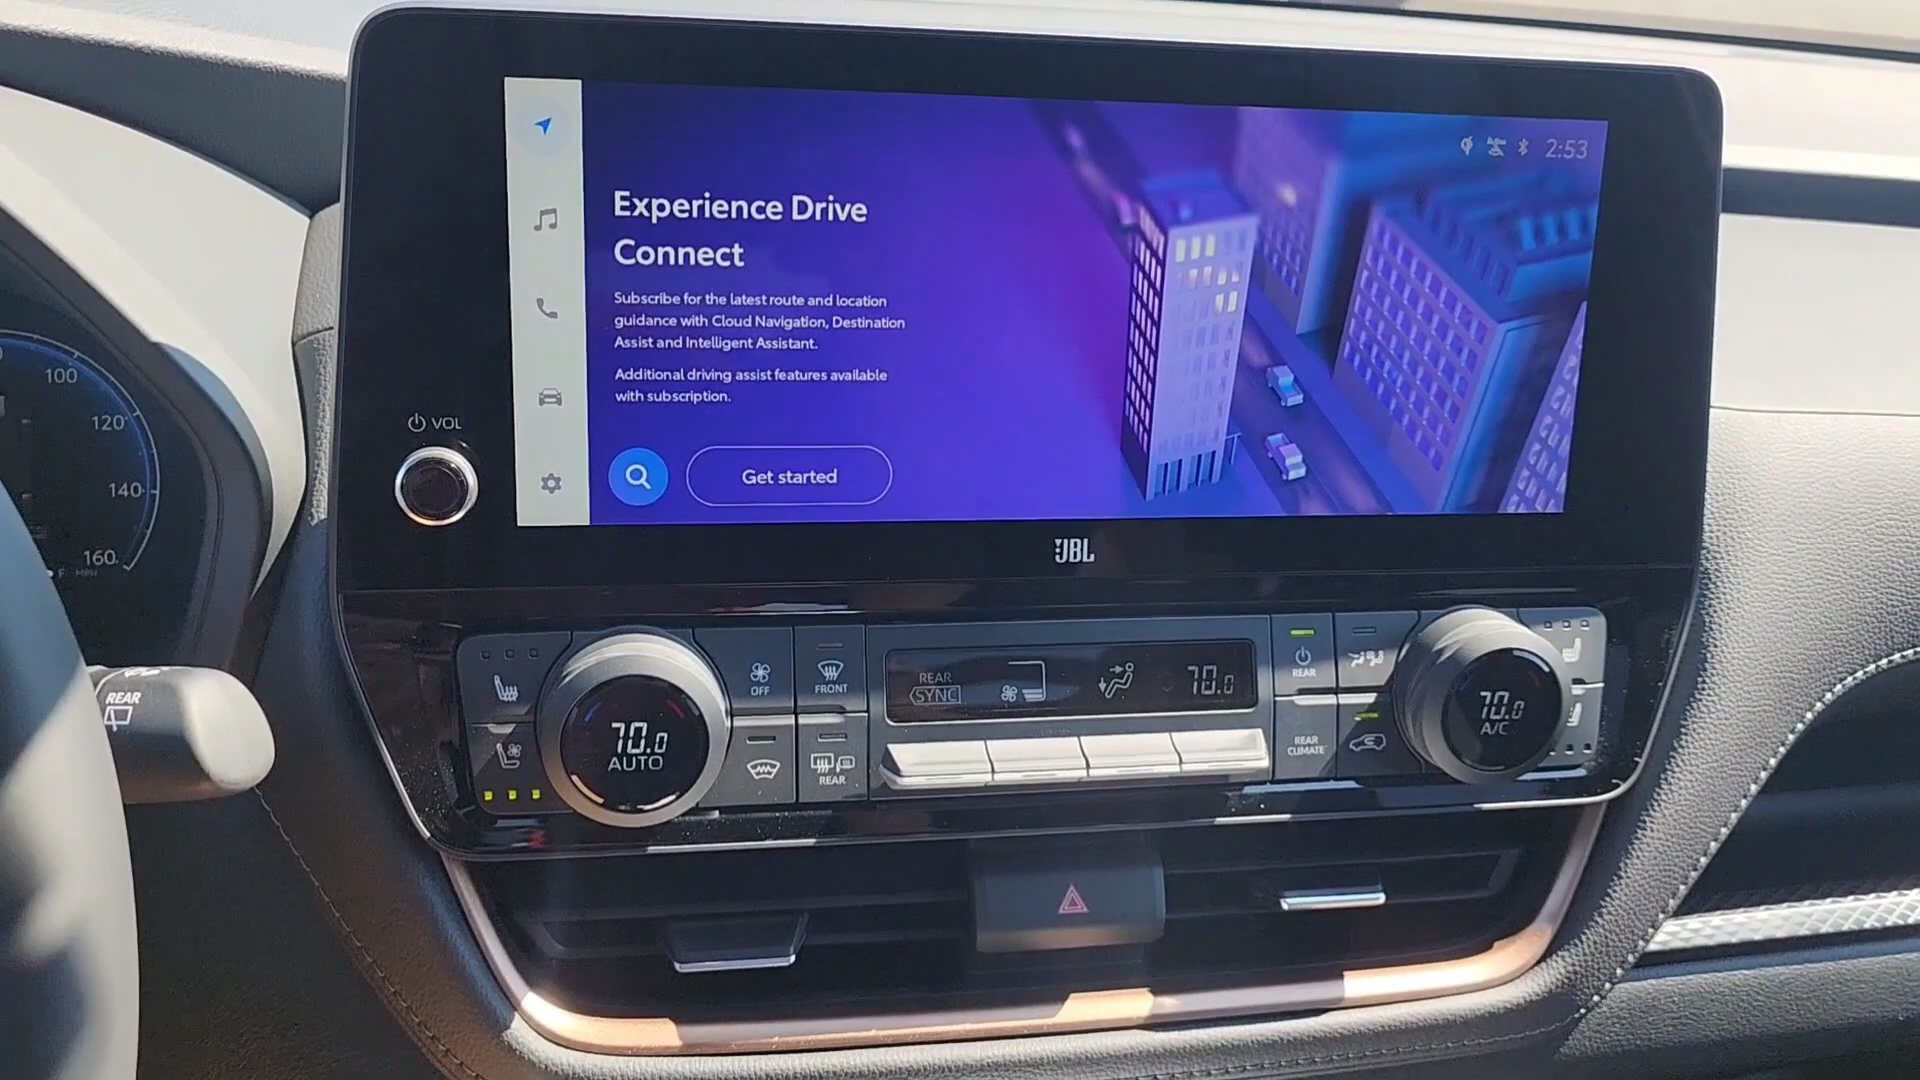 2:53
Experience Drive
Connect
Subscribe for the latest route and location
guidance with Cloud Navigation, Destination
Assist and Intelligent Assistant.
Additional driving assist features available
with subscription.
Get started
VOL
JBL
100
120
140
160
MPH
REAR
70.0
AUTO
OFF
FRONT
REAR
REAR
SYNC
70.0
REAR
REAR
CLIMATE
70.0
A/C